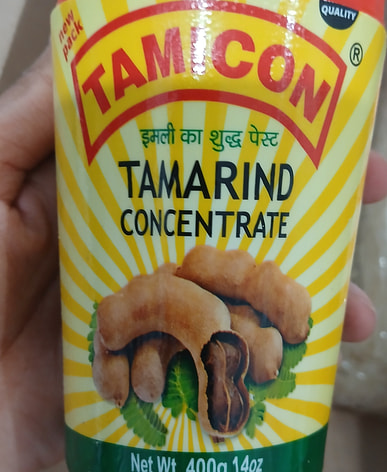 QUALITY
new
pack
TAMICON®
इमली का शुद्ध पेस्ट
TAMARIND
CONCENTRATE
Net Wt. 400g 14oz